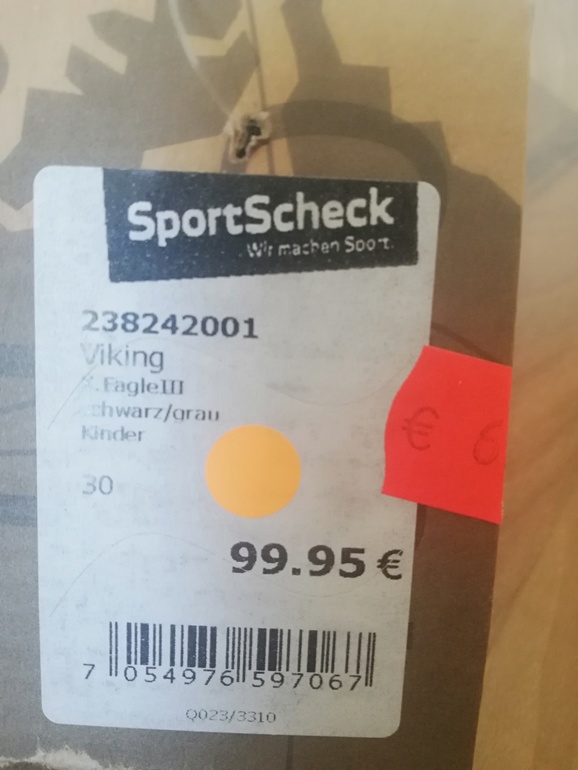 SportScheck
Wir machen Sport.
238242001
Viking
EagleIII
chwarz/grau
Kinder
30
€ 6
99.95 €
7 054976 597067
Q023/3310